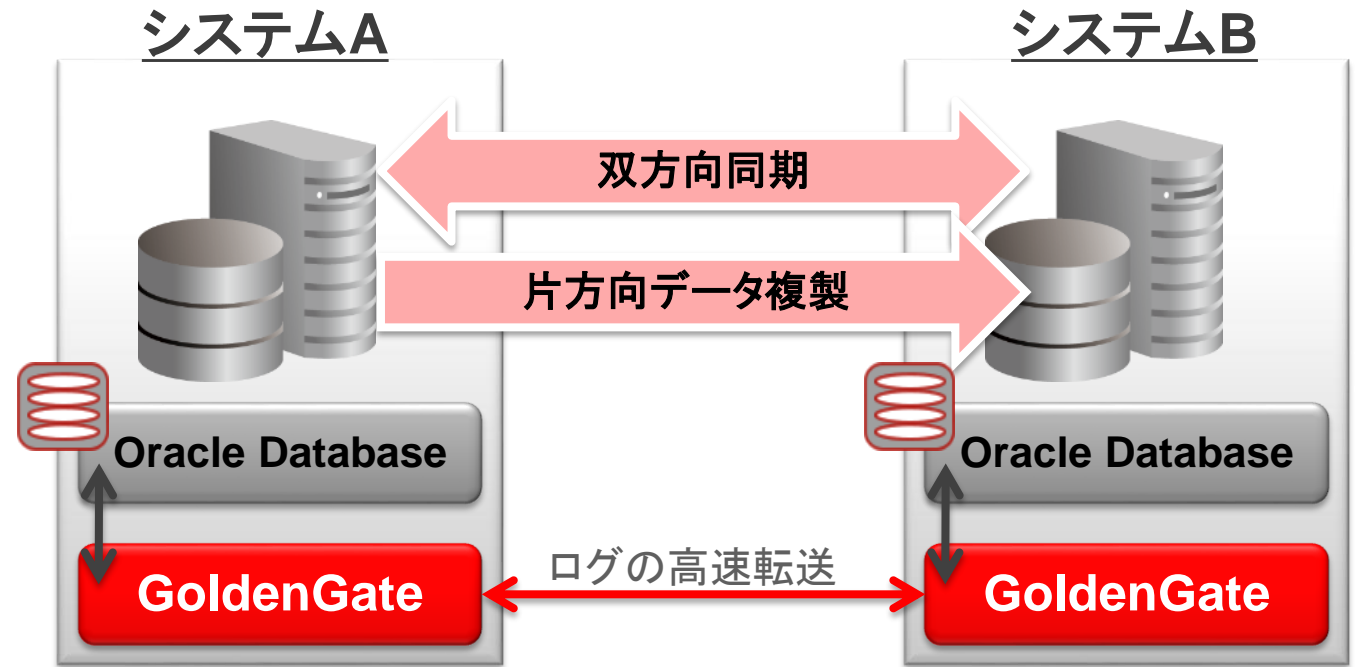 システムA
システムB
双方向同期
片方向データ複製
Oracle Database
Oracle Database
ログの高速転送
GoldenGate
GoldenGate